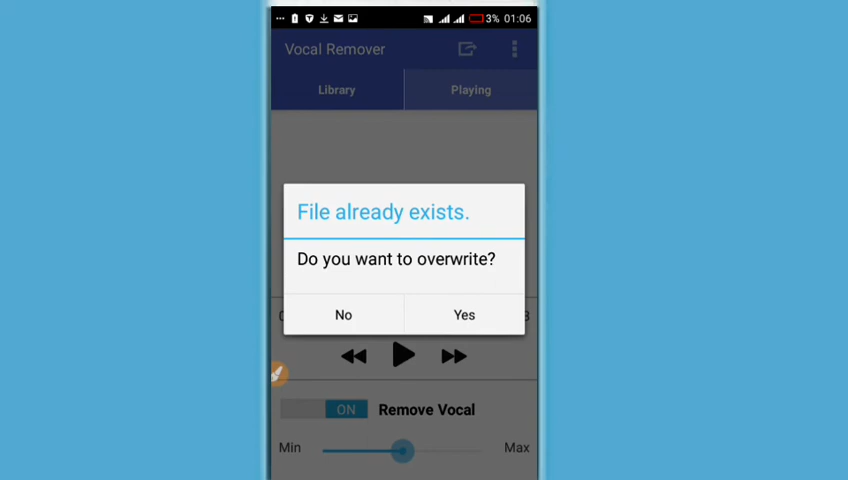 3% 01:06
Vocal Remover
Library Playing
File already exists.
Do you want to overwrite?
No Yes
ON Remove Vocal
Min Max